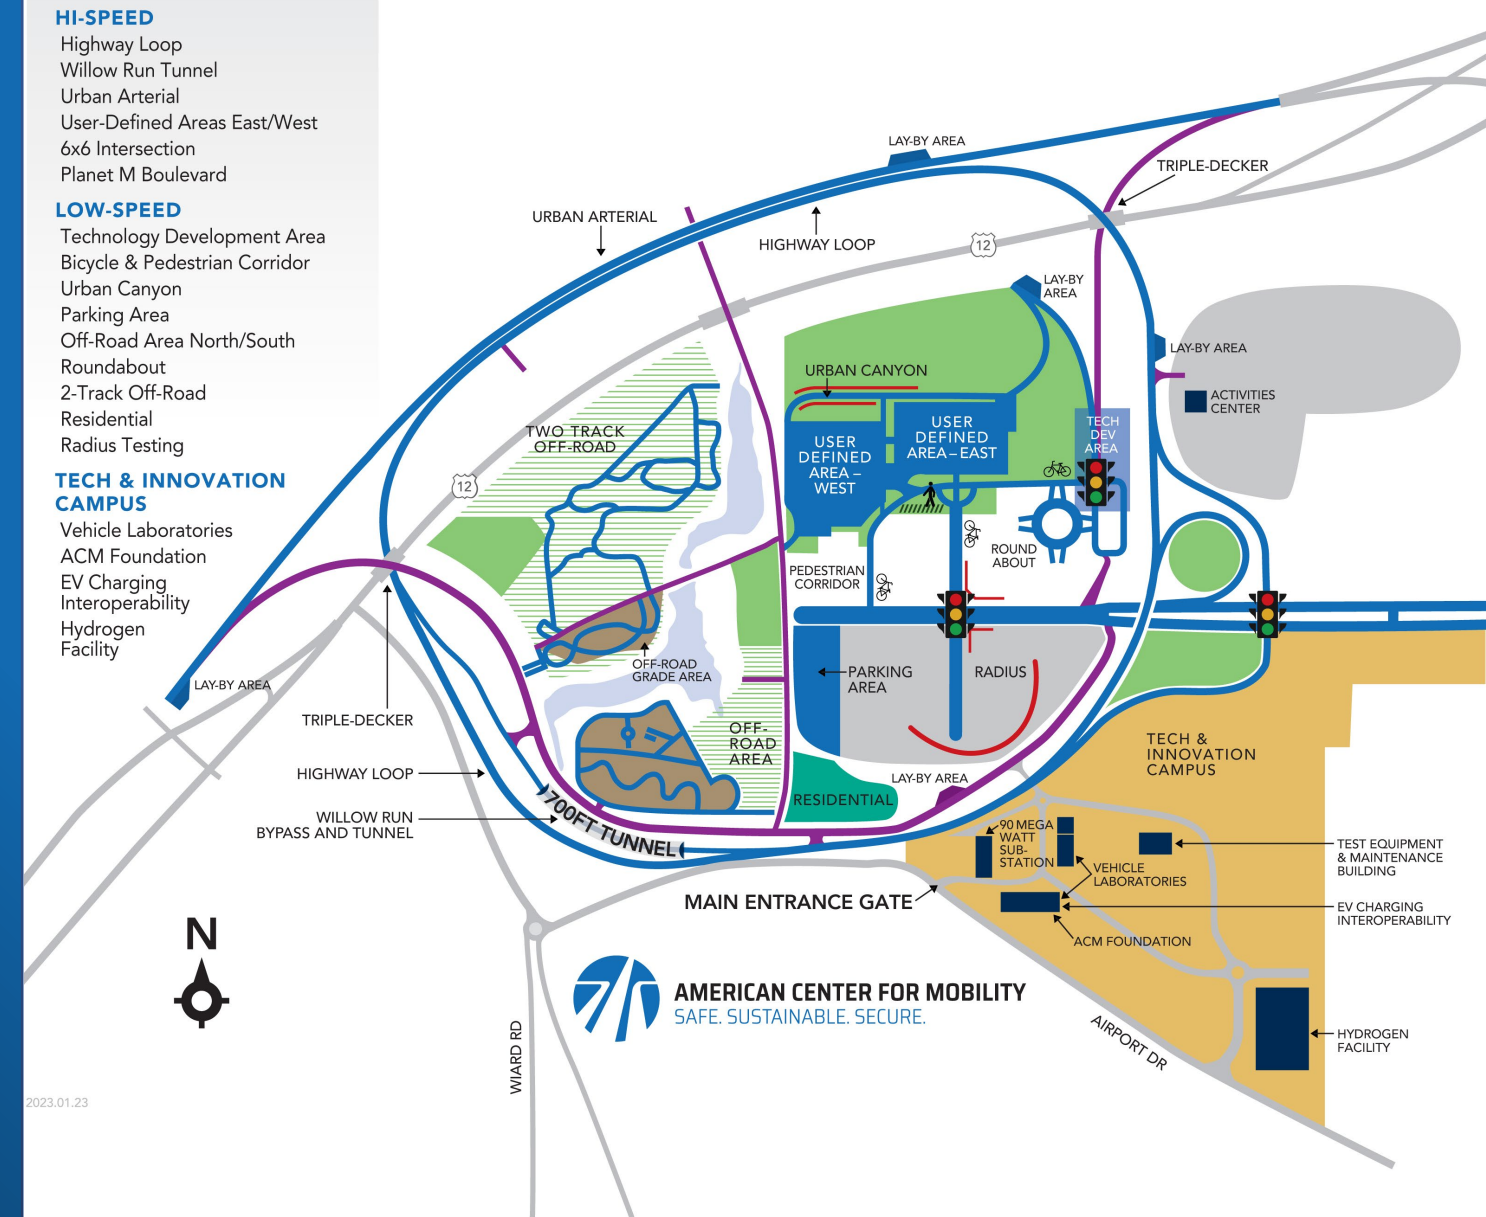 HI-SPEED
Highway Loop
Willow Run Tunnel
Urban Arterial
User-Defined Areas East/West
6x6 Intersection
Planet M Boulevard
LOW-SPEED
Technology Development Area
Bicycle & Pedestrian Corridor
Urban Canyon
Parking Area
Off-Road Area North/South
Roundabout
2-Track Off-Road
Residential
Radius Testing
TECH & INNOVATION
CAMPUS
Vehicle Laboratories
ACM Foundation
EV Charging
Interoperability
Hydrogen
Facility
LAY-BY AREA
TRIPLE-DECKER
URBAN ARTERIAL
HIGHWAY LOOP
12
LAY-BY
AREA
LAY-BY AREA
ACTIVITIES
CENTER
URBAN CANYON
USER
DEFINED
AREA–EAST
USER
DEFINED
AREA–
WEST
TECH
DEV
AREA
TWO TRACK
OFF-ROAD
12
ROUND
ABOUT
PEDESTRIAN
CORRIDOR
OFF-ROAD
GRADE AREA
PARKING
AREA
RADIUS
LAY-BY AREA
TRIPLE-DECKER
OFF-
ROAD
AREA
TECH &
INNOVATION
CAMPUS
HIGHWAY LOOP
LAY-BY AREA
RESIDENTIAL
WILLOW RUN
BYPASS AND TUNNEL
700FT TUNNEL
90 MEGA
WATT
SUB-
STATION
VEHICLE
LABORATORIES
TEST EQUIPMENT
& MAINTENANCE
BUILDING
MAIN ENTRANCE GATE
EV CHARGING
INTEROPERABILITY
ACM FOUNDATION
N
AMERICAN CENTER FOR MOBILITY
SAFE. SUSTAINABLE. SECURE.
WIARD RD
AIRPORT DR
HYDROGEN
FACILITY
2023.01.23